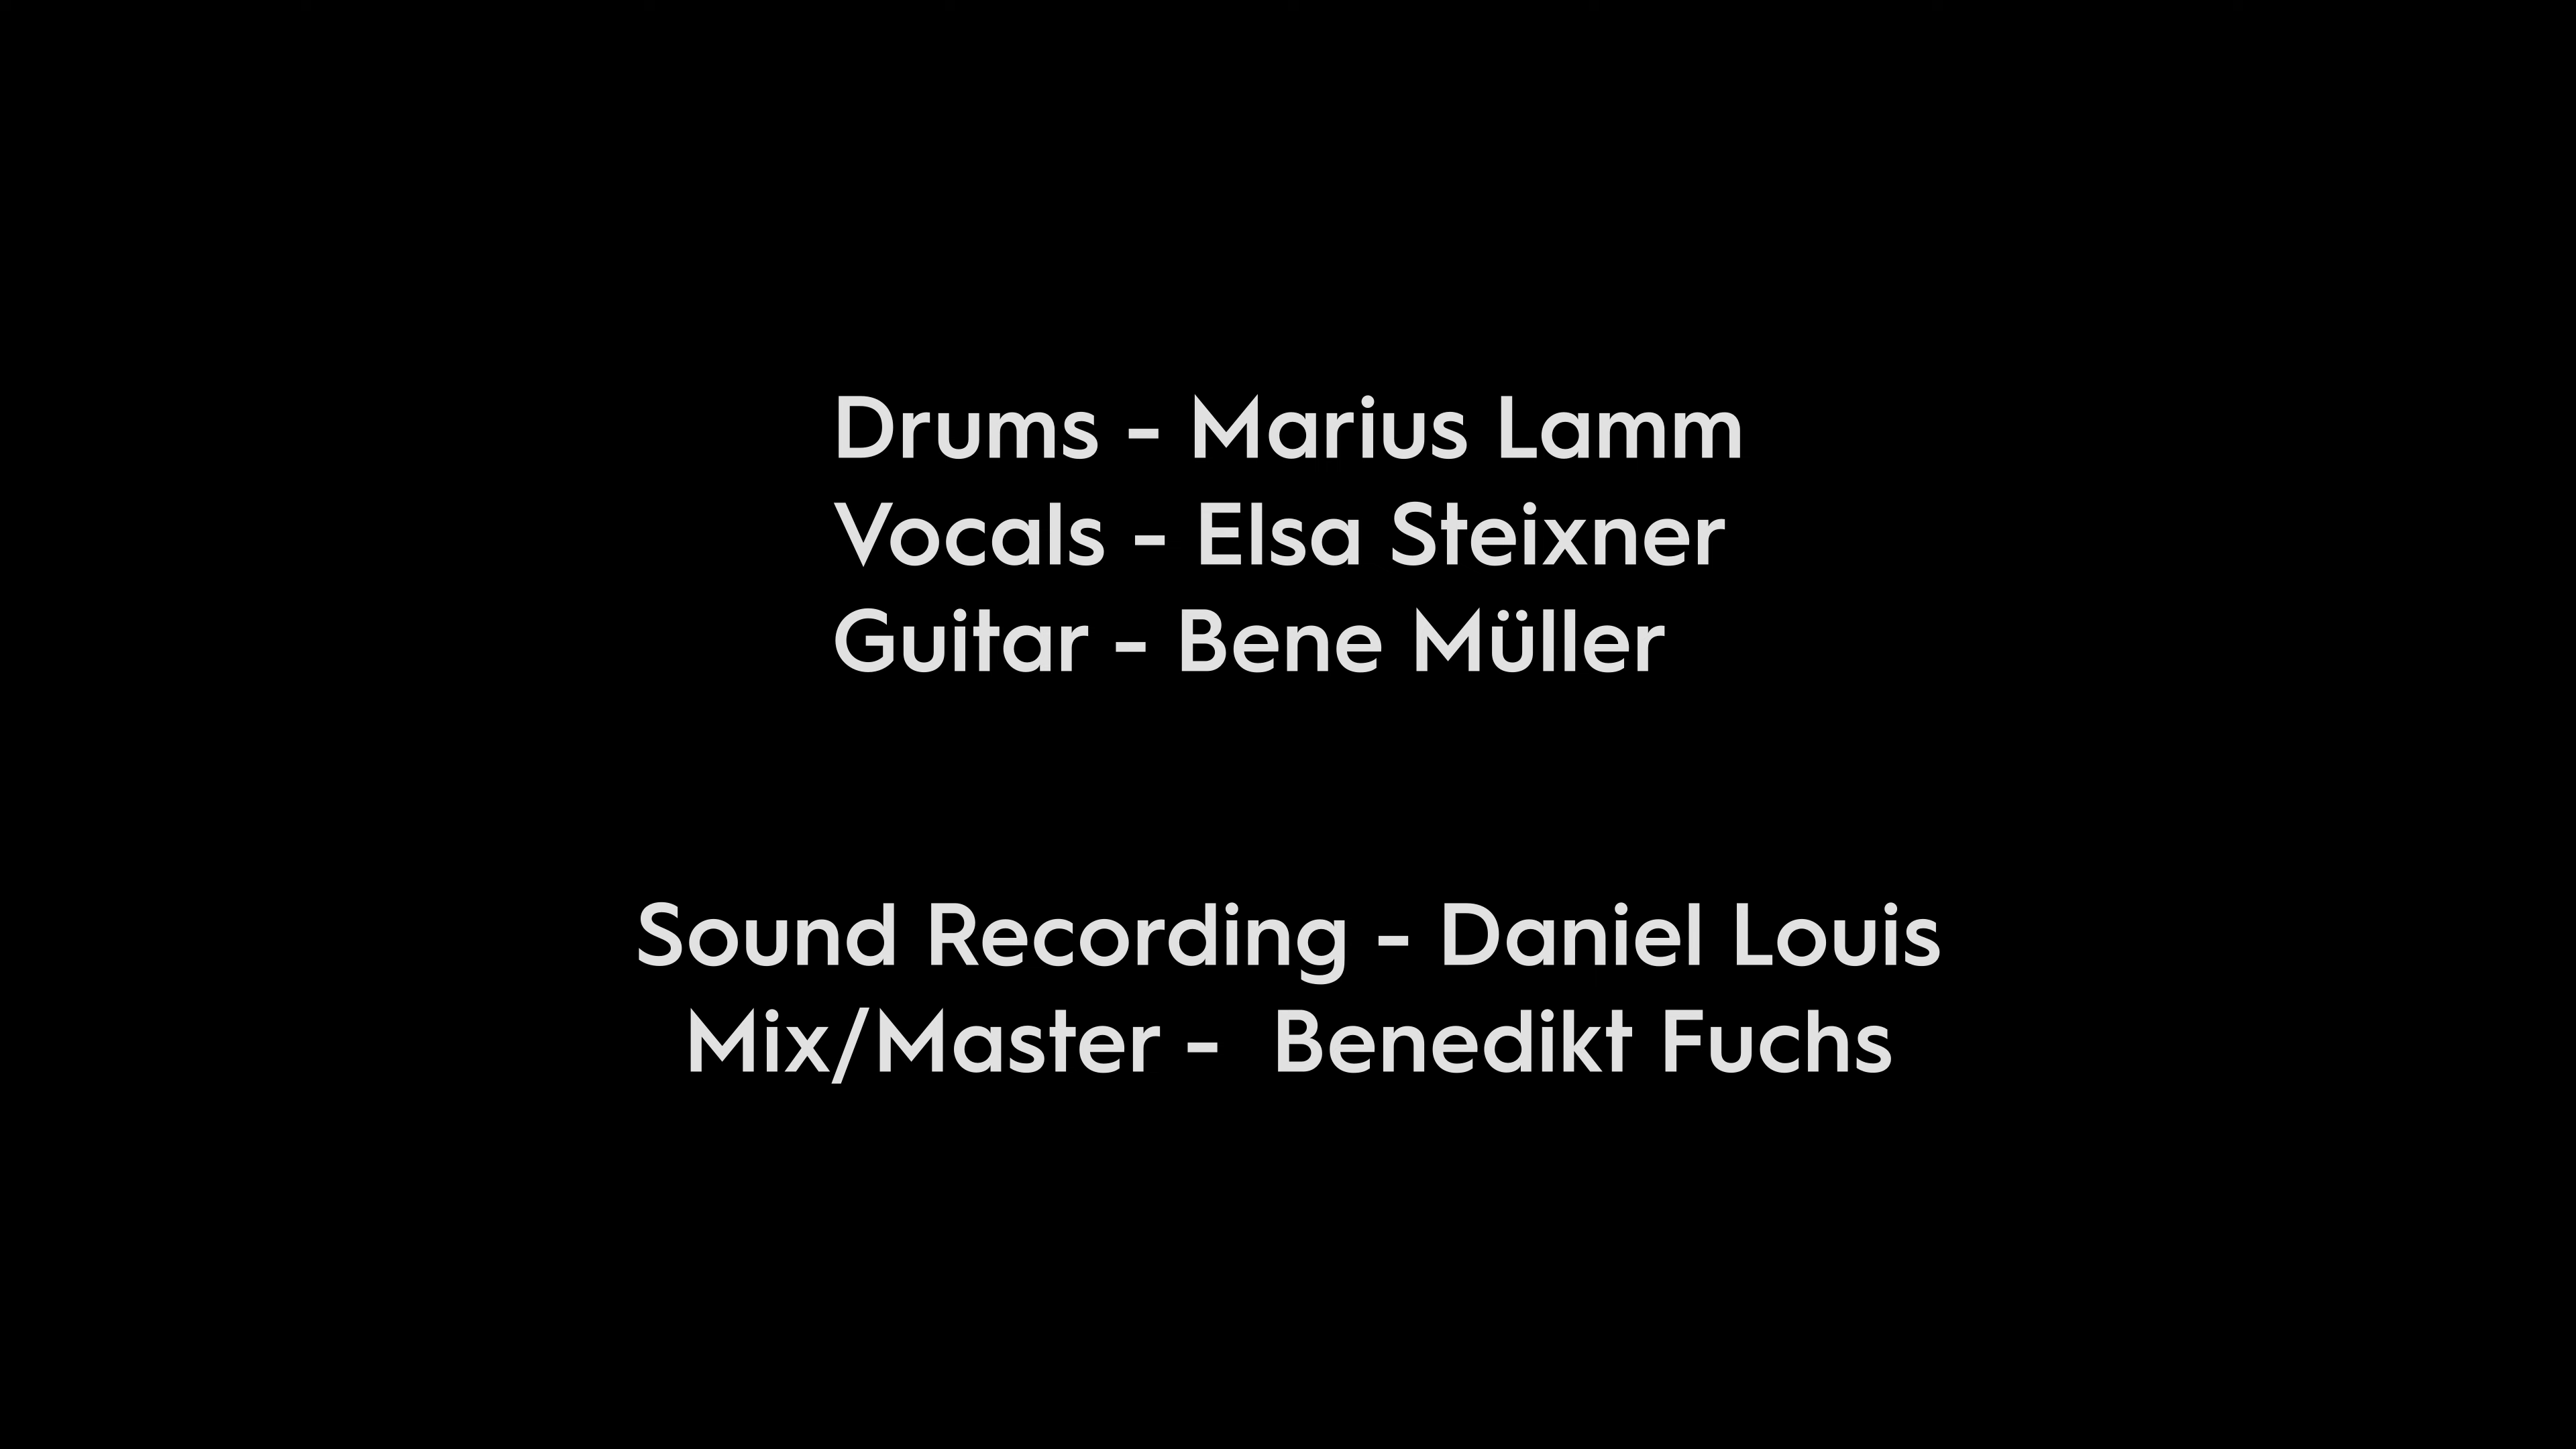 Drums - Marius Lamm
Vocals - Elsa Steixner
Guitar - Bene Müller
Sound Recording - Daniel Louis
Mix/Master -  Benedikt Fuchs